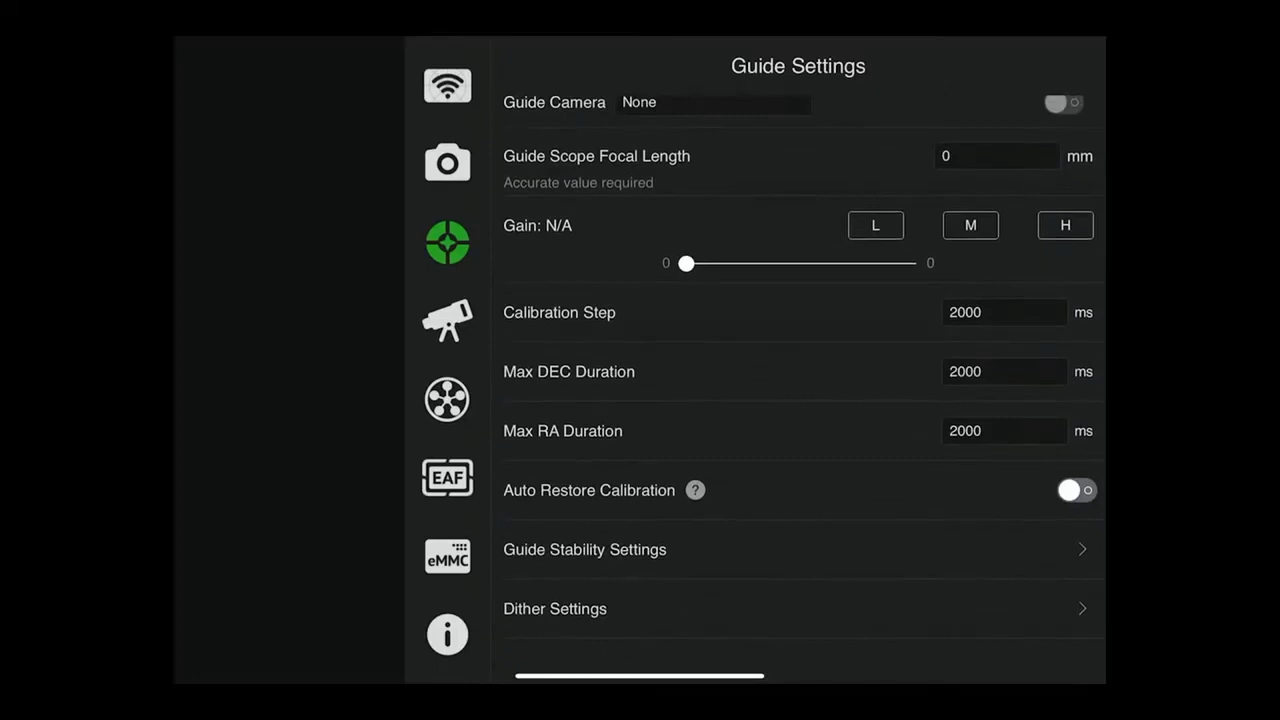 Guide Settings
Guide Camera None
Guide Scope Focal Length 0 mm
Accurate value required
Gain: N/A L M H
0 0
Calibration Step 2000 ms
Max DEC Duration 2000 ms
Max RA Duration 2000 ms
EAF
Auto Restore Calibration ?
eMMC
Guide Stability Settings
Dither Settings